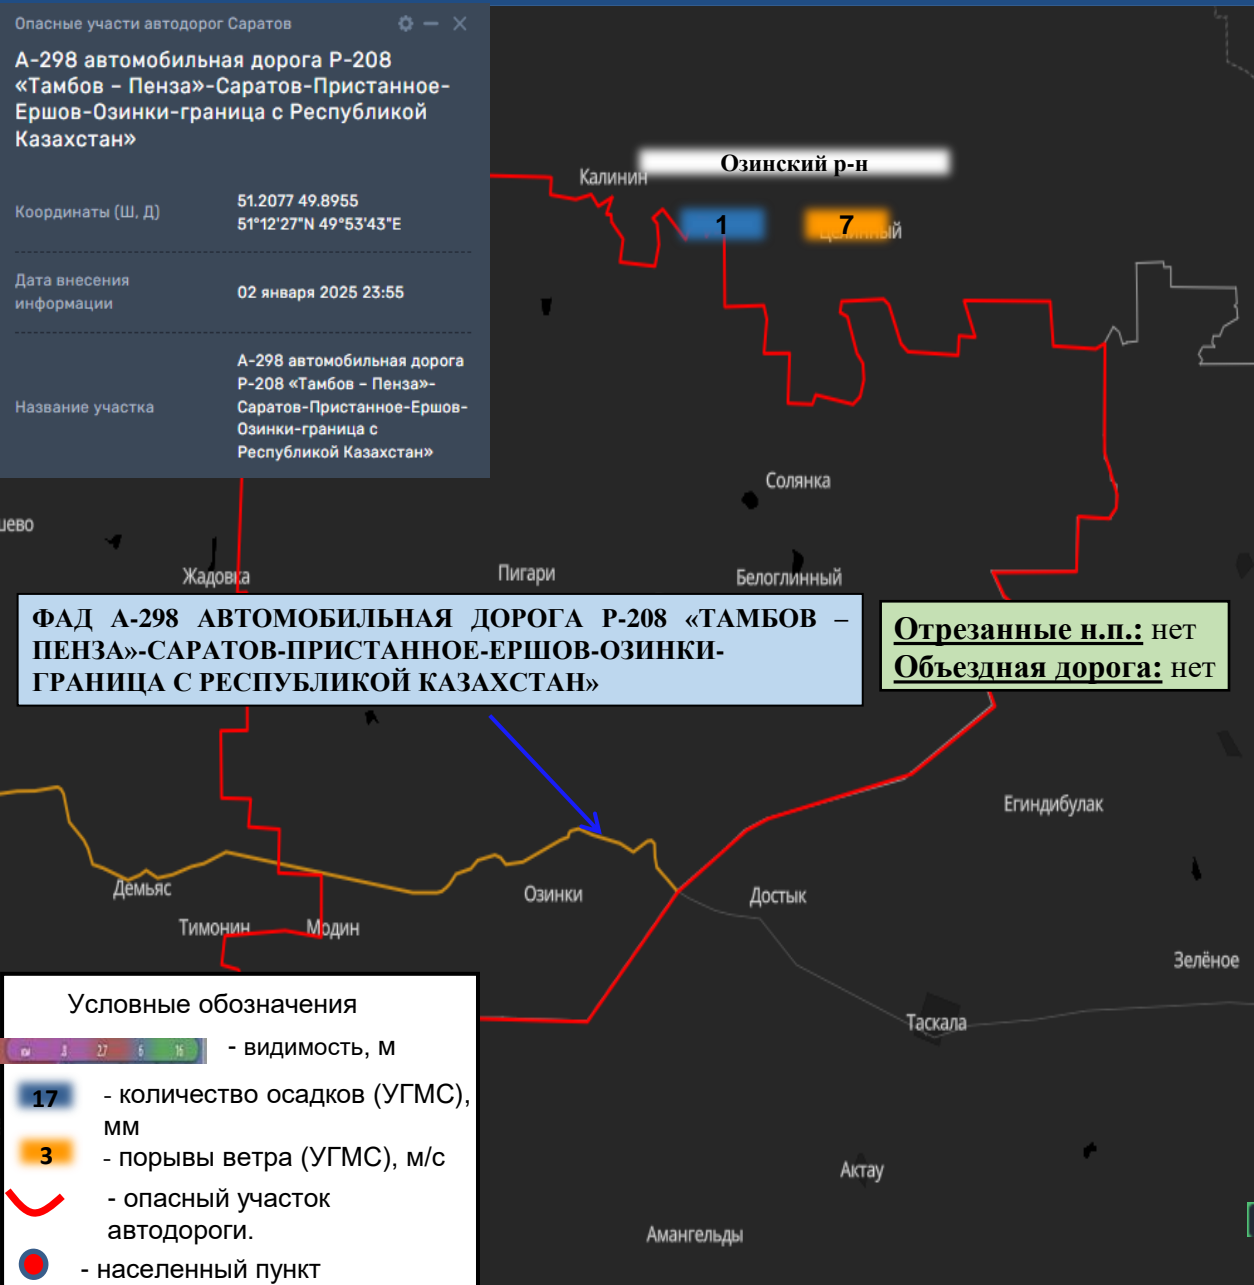 Опасные участи автодорог Саратов
А-298 автомобильная дорога Р-208
«Тамбов – Пенза»-Саратов-Пристанное-
Ершов-Озинки-граница с Республикой
Казахстан»
Координаты (Ш, Д)
51.2077 49.8955
51°12'27"N 49°53'43"E
Дата внесения
информации
02 января 2025 23:55
Название участка
А-298 автомобильная дорога
Р-208 «Тамбов – Пенза»-
Саратов-Пристанное-Ершов-
Озинки-граница с
Республикой Казахстан»
Озинский р-н
Калинин
1
7
Солянка
Жадовка
Пигари
Белоглинный
ФАД А-298 АВТОМОБИЛЬНАЯ ДОРОГА Р-208 «ТАМБОВ –
ПЕНЗА»-САРАТОВ-ПРИСТАННОЕ-ЕРШОВ-ОЗИНКИ-
ГРАНИЦА С РЕСПУБЛИКОЙ КАЗАХСТАН»
Отрезанные н.п.: нет
Объездная дорога: нет
Егиндибулак
Демьяс
Озинки
Достык
Тимонин
Модин
Зелёное
Таскала
Актау
Амангельды
Условные обозначения
- видимость, м
17
- количество осадков (УГМС),
мм
3
- порывы ветра (УГМС), м/с
- опасный участок
автодороги.
- населенный пункт